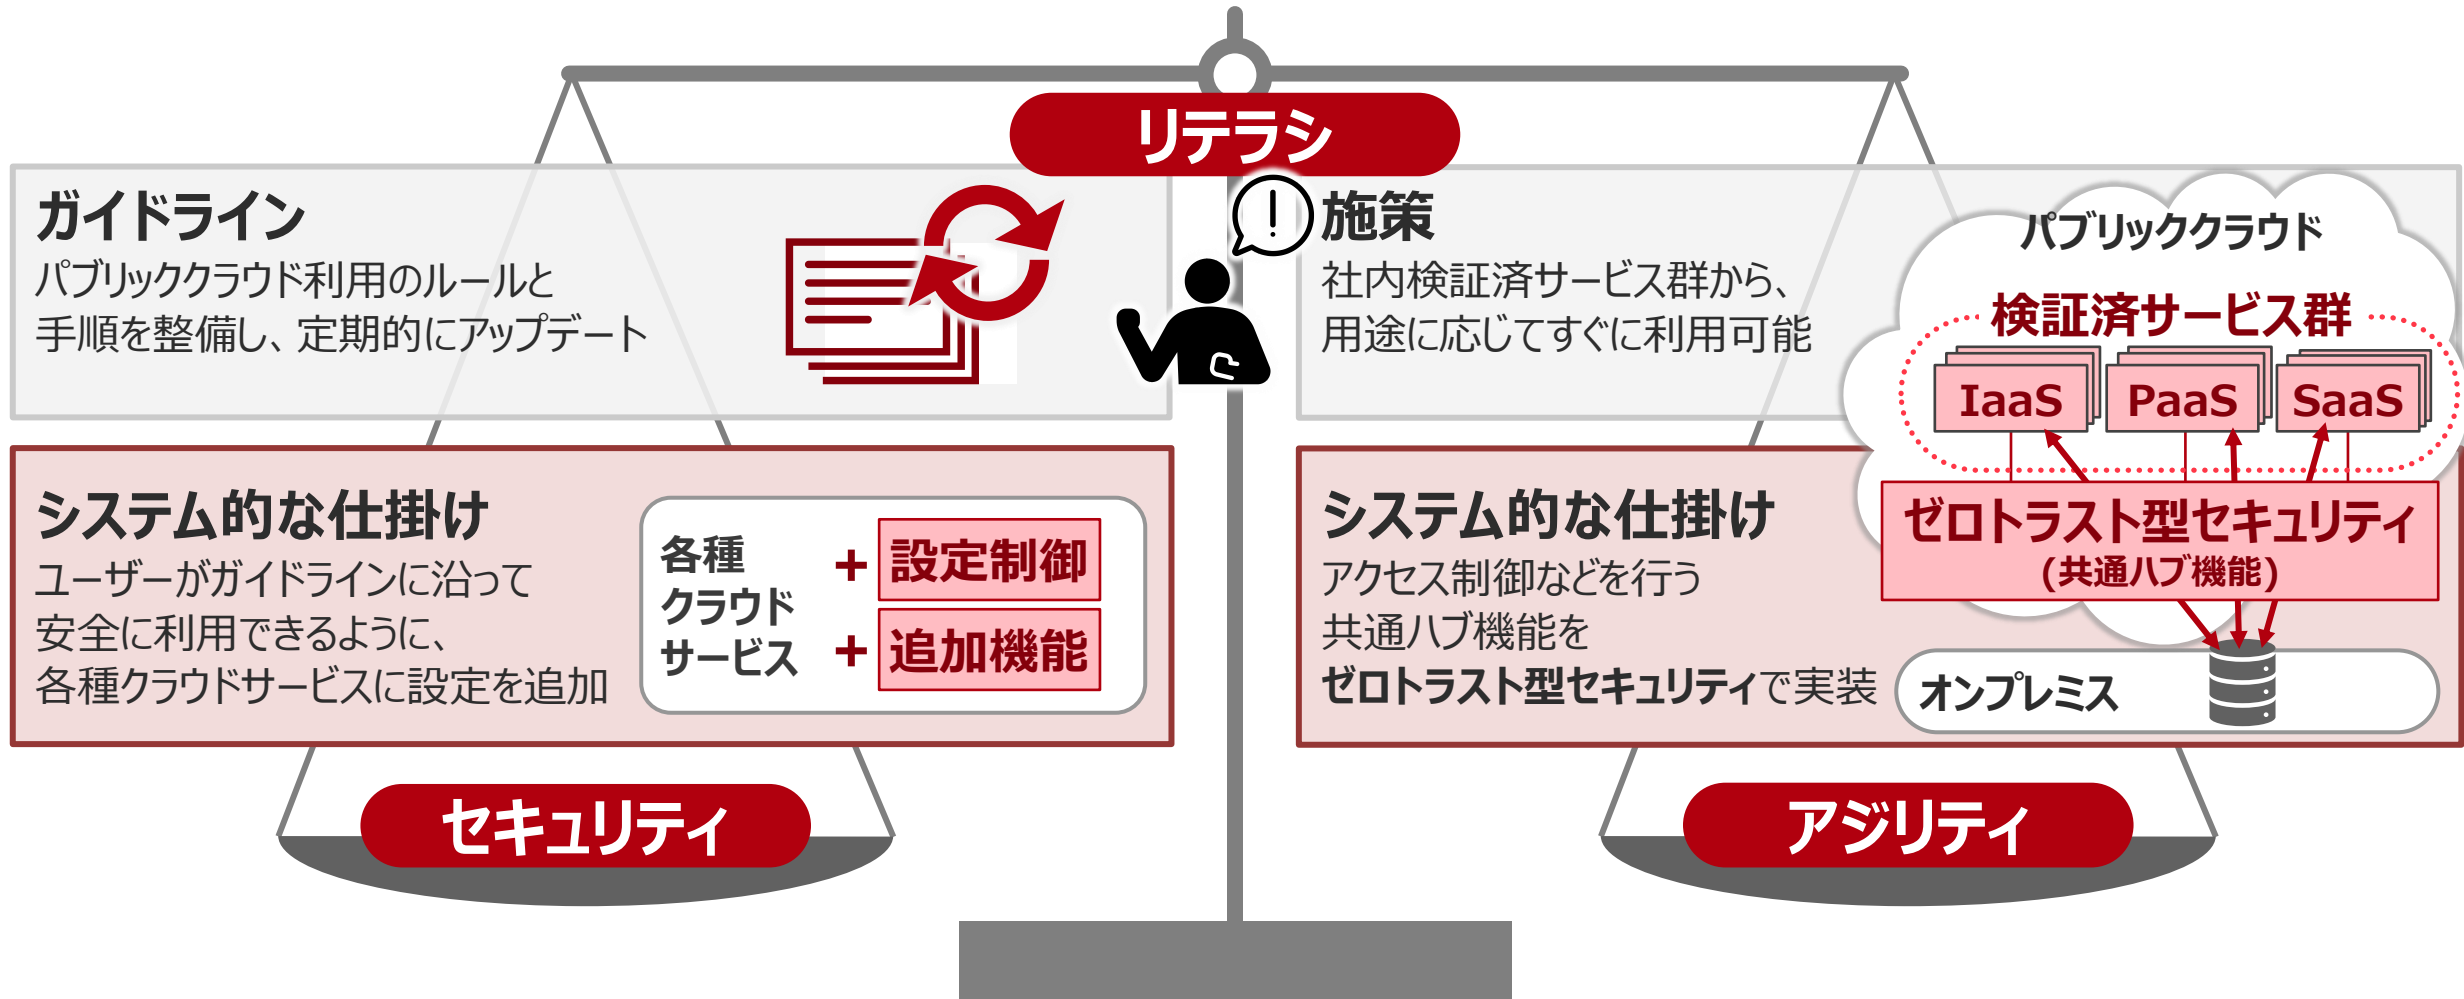 リテラシ
ガイドライン
パブリッククラウド利用のルールと
手順を整備し、定期的にアップデート
システム的な仕掛け
ユーザーがガイドラインに沿って
安全に利用できるように、
各種クラウドサービスに設定を追加
各種
クラウド
サービス
+ 設定制御
+ 追加機能
セキュリティ
施策
社内検証済サービス群から、
用途に応じてすぐに利用可能
パブリッククラウド
検証済サービス群
IaaS PaaS SaaS
ゼロトラスト型セキュリティ
(共通ハブ機能)
システム的な仕掛け
アクセス制御などを行う
共通ハブ機能を
ゼロトラスト型セキュリティで実装
オンプレミス
アジリティ